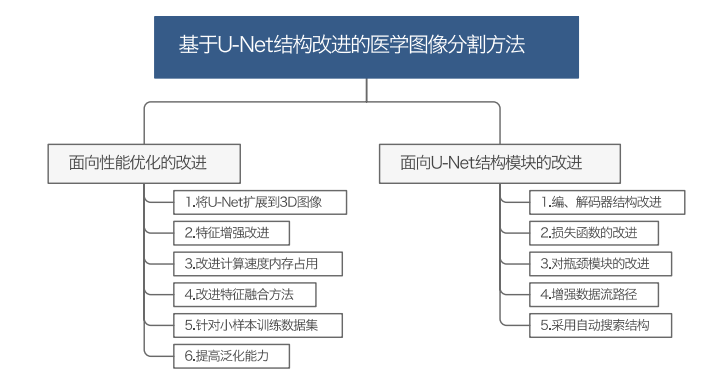 基于U-Net结构改进的医学图像分割方法
面向性能优化的改进
1.将U-Net扩展到3D图像
2.特征增强改进
3.改进计算速度内存占用
4.改进特征融合方法
5.针对小样本训练数据集
6.提高泛化能力
面向U-Net结构模块的改进
1.编、解码器结构改进
2.损失函数的改进
3.对瓶颈模块的改进
4.增强数据流路径
5.采用自动搜索结构